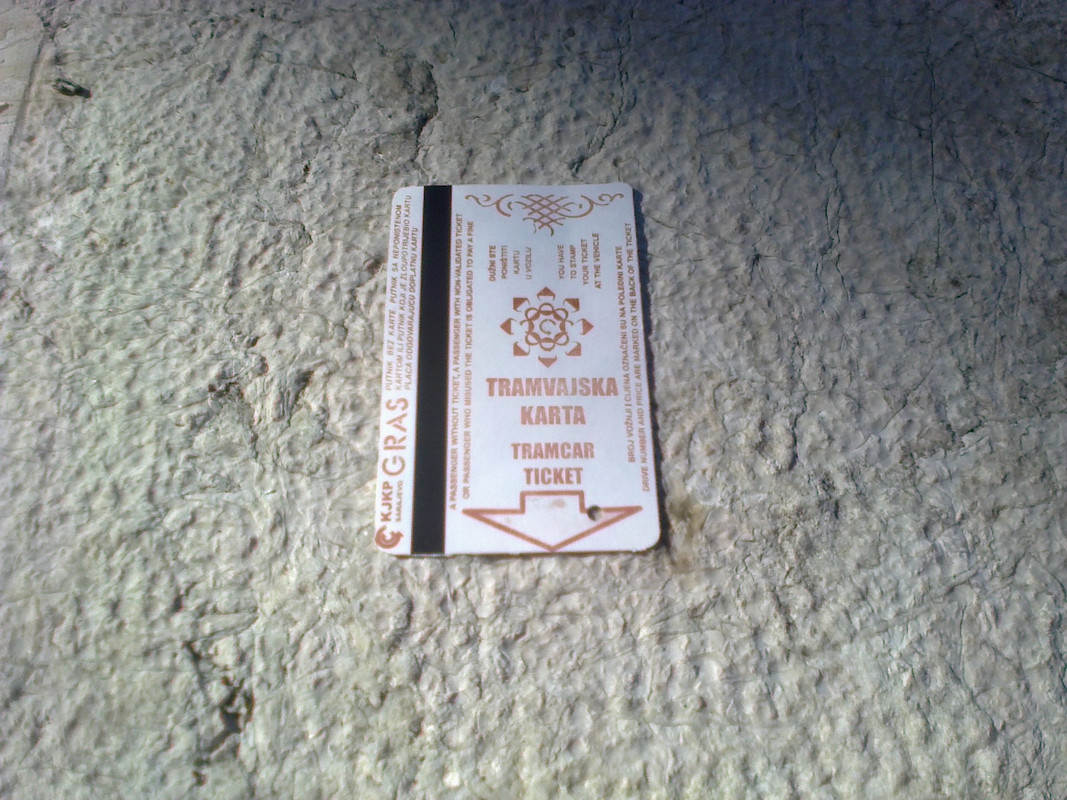 KJKP GRAS
SARAJEVO
PUTNIK BEZ KARTE, PUTNIK SA NEPONIŠTENOM
KARTOM ILI PUTNIK KOJI JE ZLOUPOTRIJEBIO KARTU
PLAĆA ODGOVARAJUĆU DOPLATNU KARTU
A PASSENGER WITHOUT TICKET, A PASSENGER WITH NON-VALIDATED TICKET
OR PASSENGER WHO MISUSED THE TICKET IS OBLIGATED TO PAY A FINE
DUŽNI STE
PONIŠTITI
KARTU
U VOZILU
YOU HAVE
TO STAMP
YOUR TICKET
AT THE VEHICLE
TRAMVAJSKA
KARTA
TRAMCAR
TICKET
BROJ VOŽNJI I CIJENA OZNAČENI SU NA POLEĐINI KARTE
DRIVE NUMBER AND PRICE ARE MARKED ON THE BACK OF THE TICKET